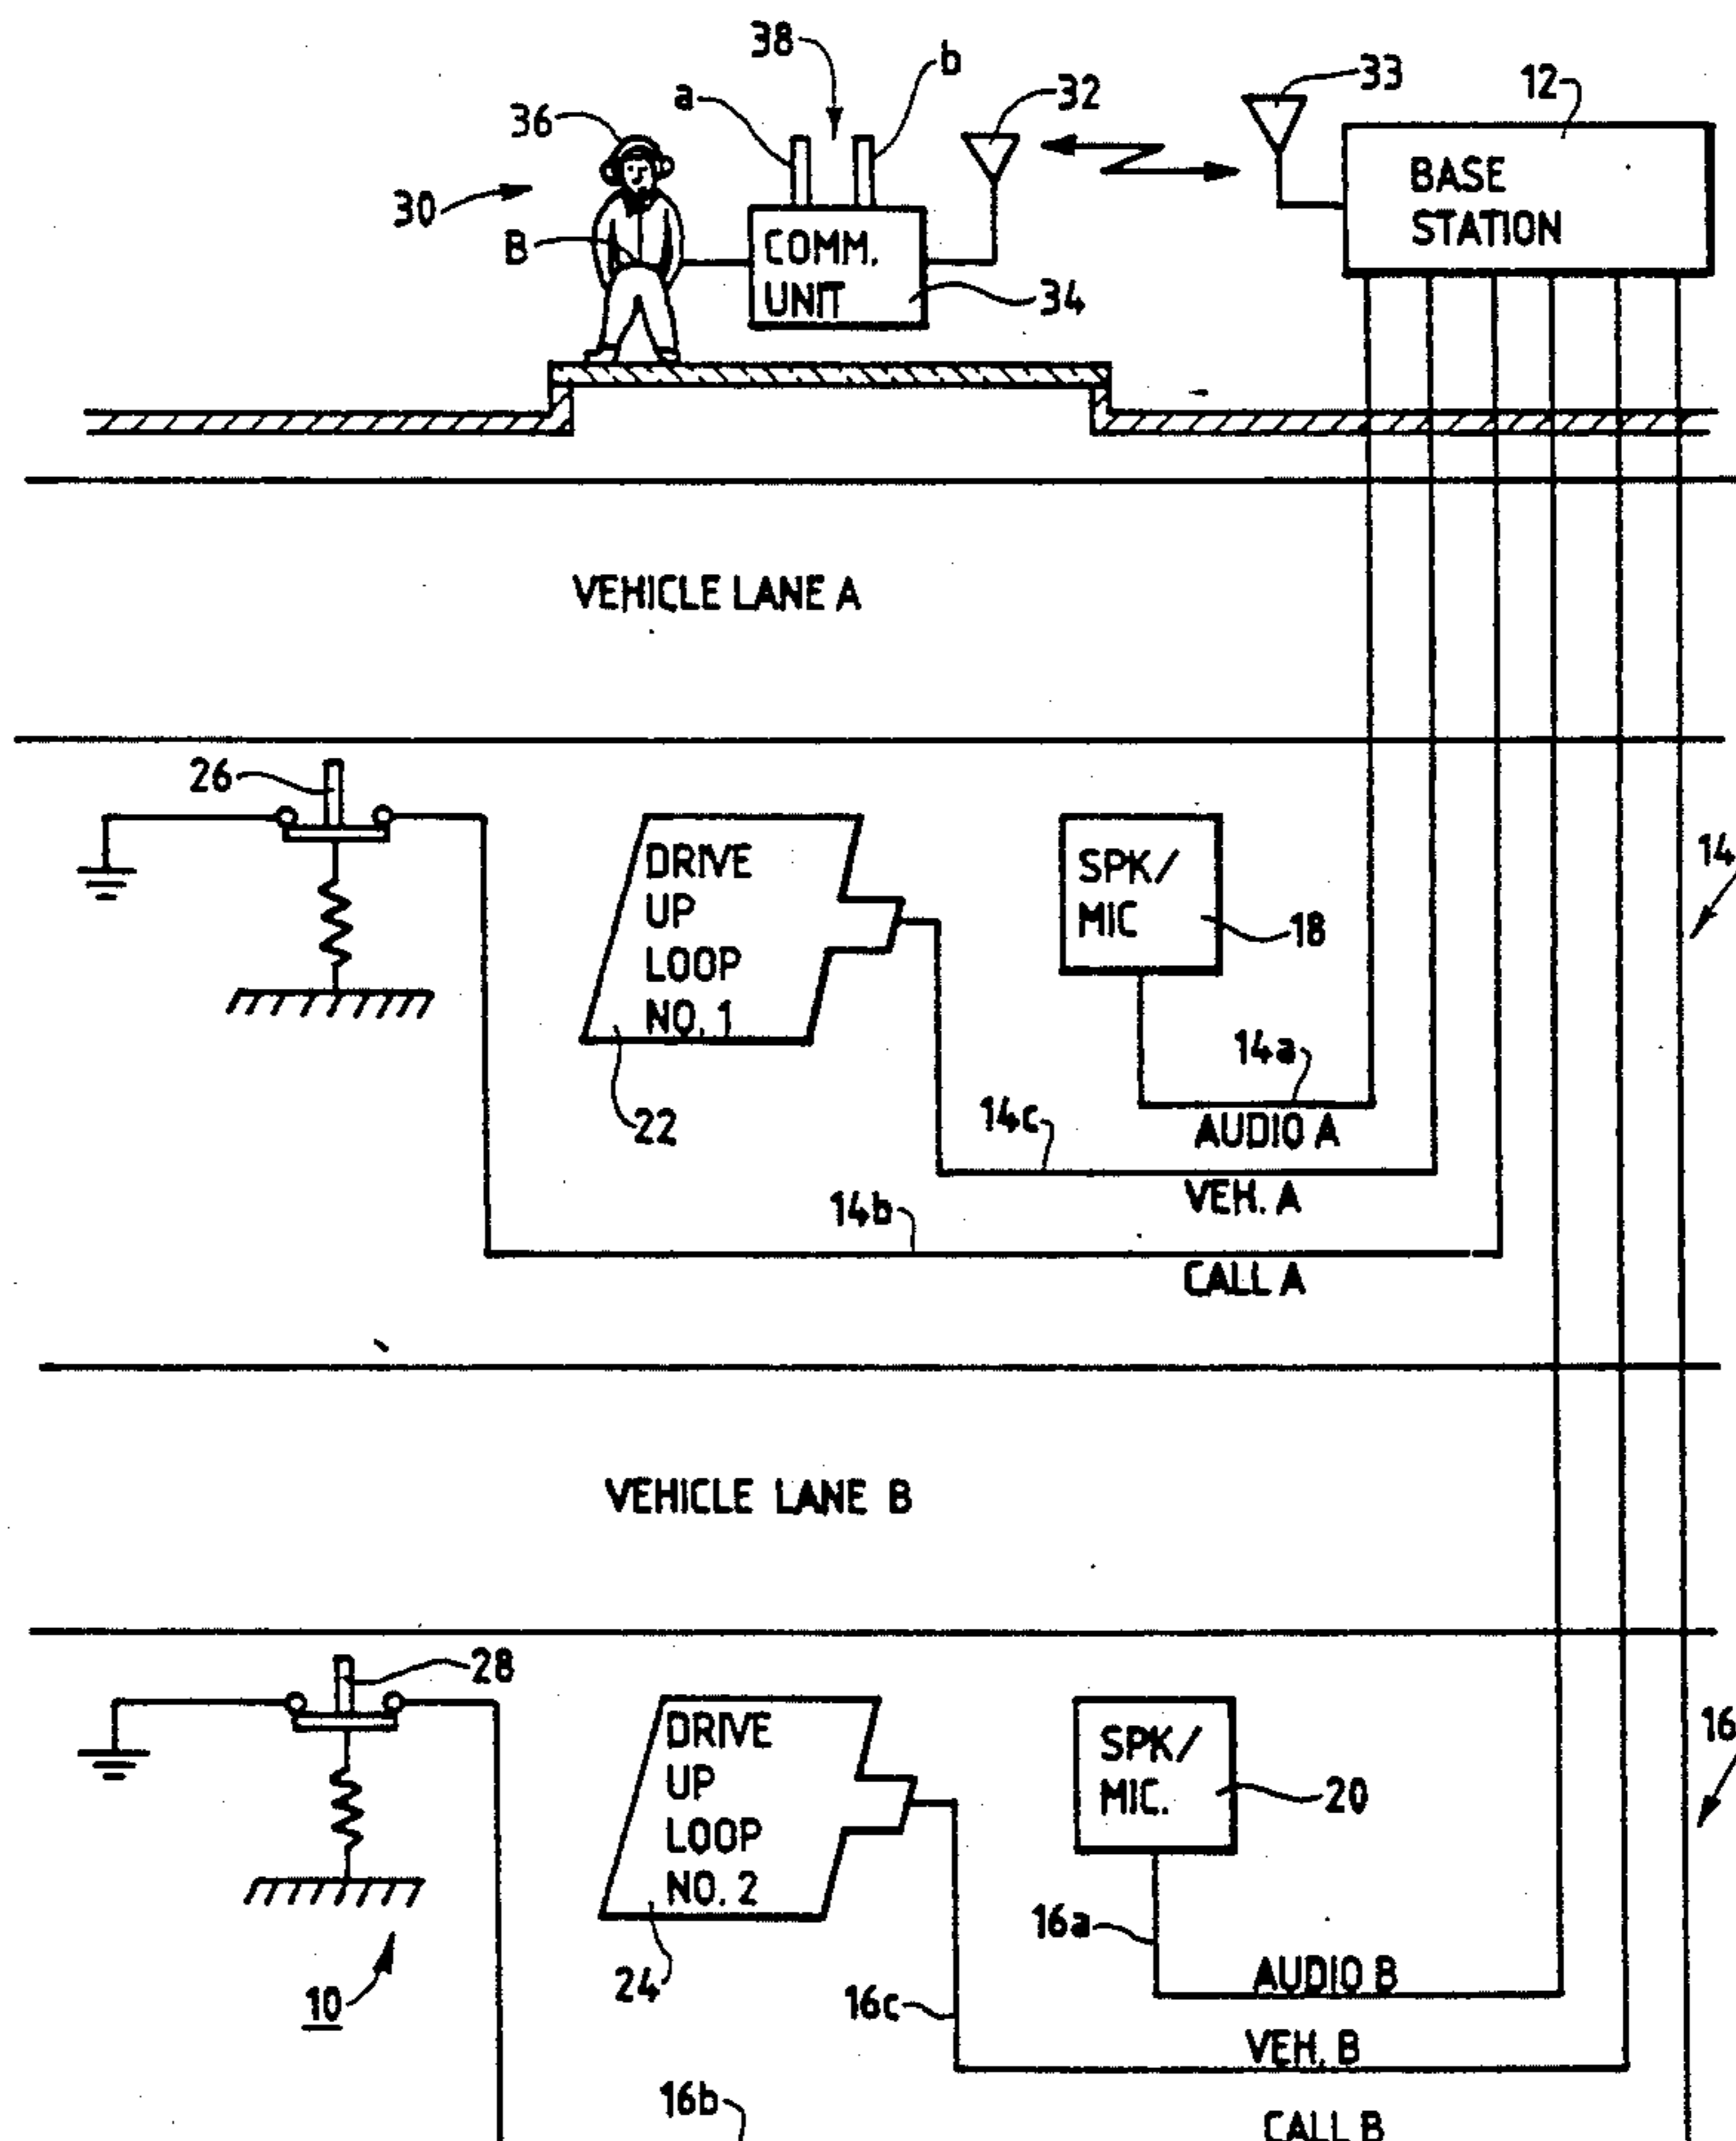 38
b
33
12
a
32
36
BASE
STATION
30
B
COMM.
UNIT
34
VEHICLE LANE A
26
DRIVE
UP
LOOP
NO. 1
SPK/
MIC
14
18
22
14a
AUDIO A
14c
VEH. A
14b
CALL A
VEHICLE LANE B
28
DRIVE
UP
LOOP
NO. 2
SPK/
MIC.
16
20
24
10
16a
AUDIO B
16c
VEH. B
16b
CALL B